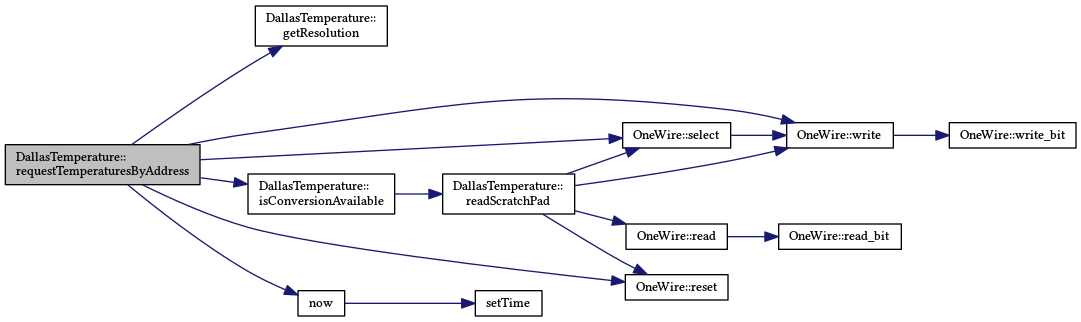 DallasTemperature::
getResolution
DallasTemperature::
requestTemperaturesByAddress
DallasTemperature::
isConversionAvailable
DallasTemperature::
readScratchPad
OneWire::select
OneWire::write
OneWire::write_bit
OneWire::read
OneWire::read_bit
OneWire::reset
now
setTime